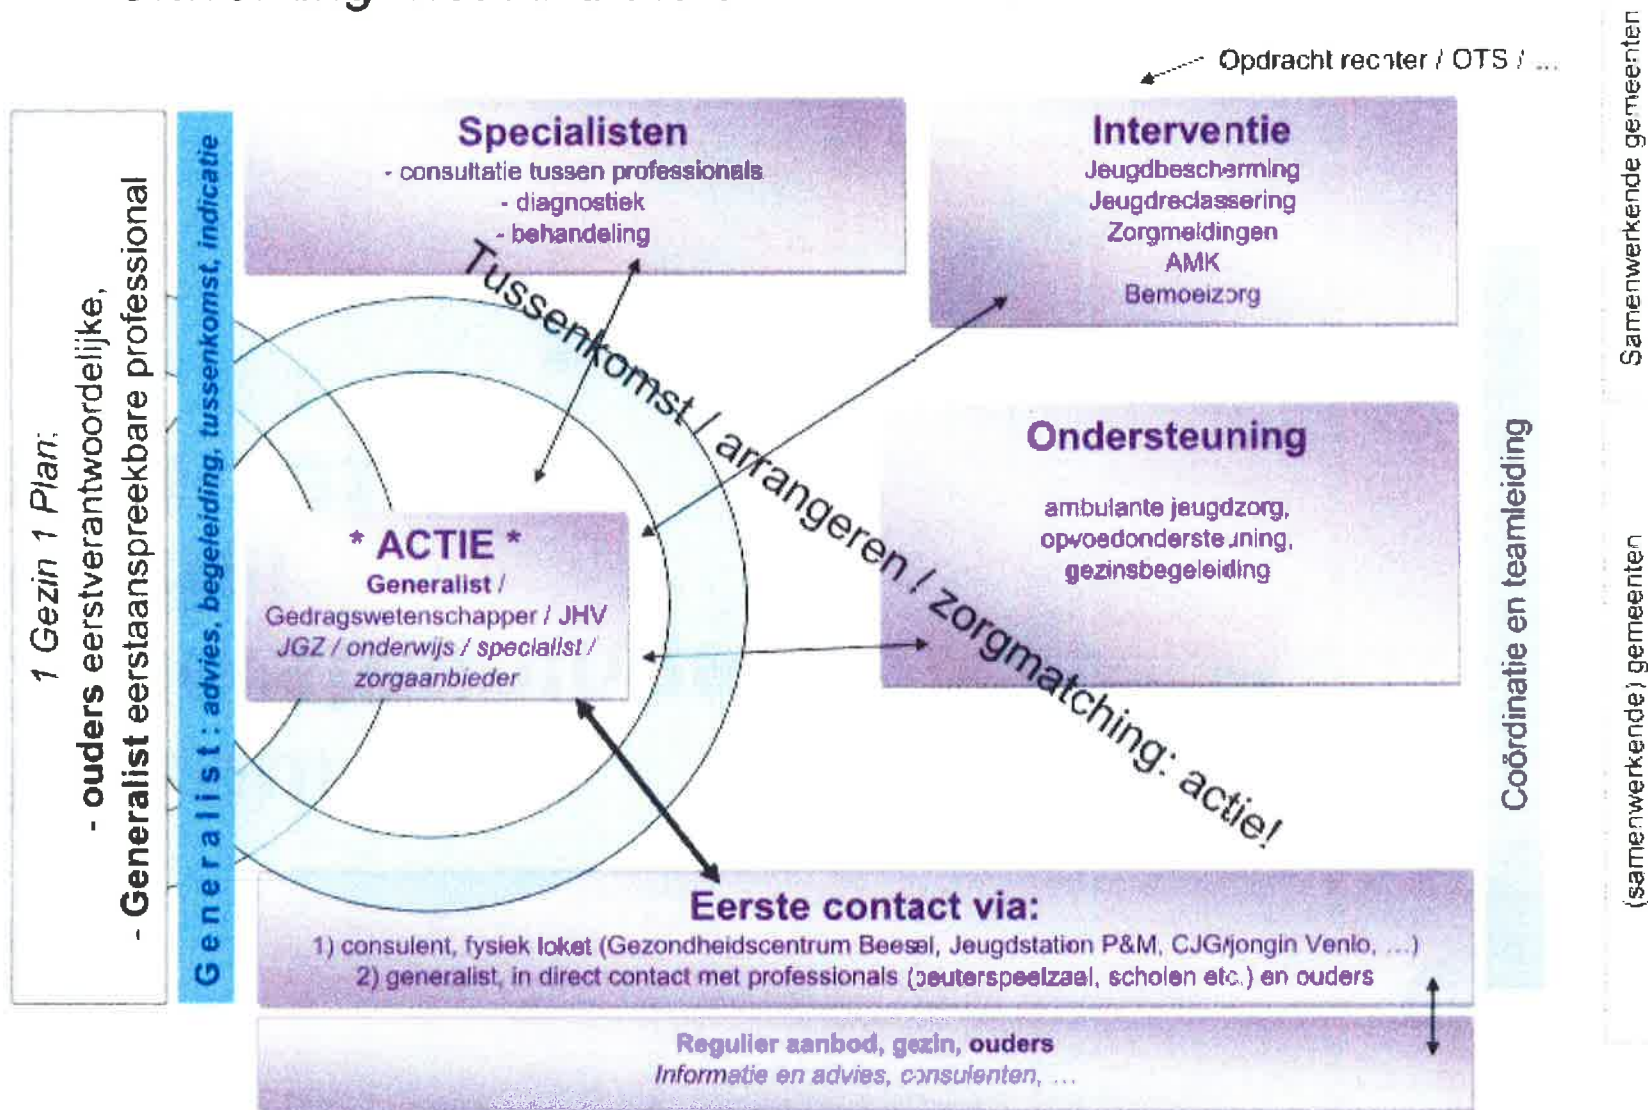 Opdracht rechter / OTS / ...
Samenwerkende gemeenten
1 Gezin 1 Plan:
- ouders eerstverantwoordelijke,
- Generalist eerstaanspreekbare professional
Generalist: advies, begeleiding, tussenkomst, indicatie
Specialisten
- consultatie tussen professionals
- diagnostiek
- behandeling
Interventie
Jeugdbescherming
Jeugdreclassering
Zorgmeldingen
AMK
Bemoeizorg
Tussenkomst / arrangeren / zorgmatching: actie!
Ondersteuning
ambulante jeugdzorg,
opvoedondersteuning,
gezinsbegeleiding
* ACTIE *
Generalist /
Gedragswetenschapper / JHV
JGZ / onderwijs / specialist /
zorgaanbieder
Coördinatie en teamleiding
(samenwerkende) gemeenten
Eerste contact via:
1) consulent, fysiek loket (Gezondheidscentrum Beesel, Jeugdstation P&M, CJG/jongin Venlo, ...)
2) generalist, in direct contact met professionals (peuterspeelzaal, scholen etc.) en ouders
Regulier aanbod, gezin, ouders
Informatie en advies, consulenten, ...